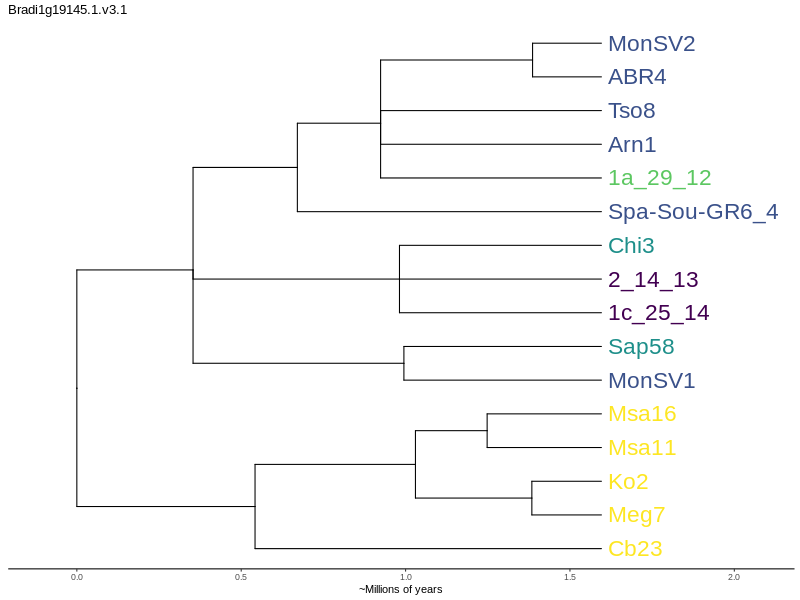 Bradi1g19145.1.v3.1
MonSV2
ABR4
Tso8
Arn1
1a_29_12
Spa-Sou-GR6_4
Chi3
2_14_13
1c_25_14
Sap58
MonSV1
Msa16
Msa11
Ko2
Meg7
Cb23
0.0 0.5 1.0 1.5 2.0
~Millions of years